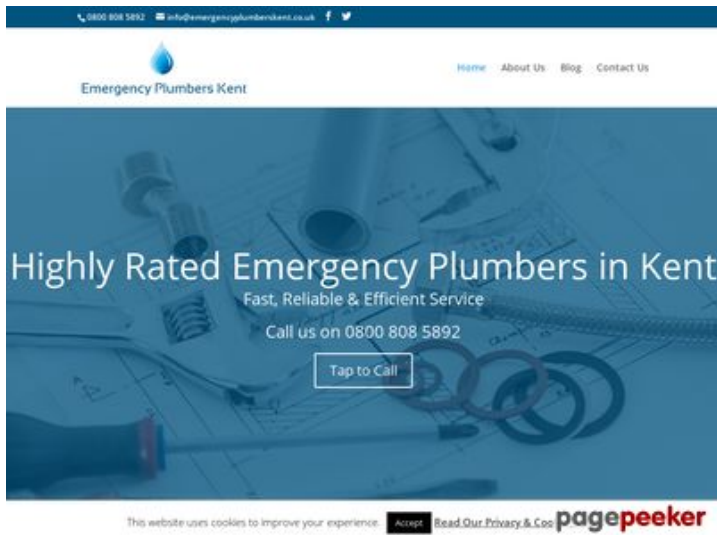 0800 808 5892 info@emergencyplumberskent.co.uk
Emergency Plumbers Kent
Home About Us Blog Contact Us
Highly Rated Emergency Plumbers in Kent
Fast, Reliable & Efficient Service
Call us on 0800 808 5892
Tap to Call
This website uses cookies to improve your experience. Accept Read Our Privacy & Coo
pagepeeker